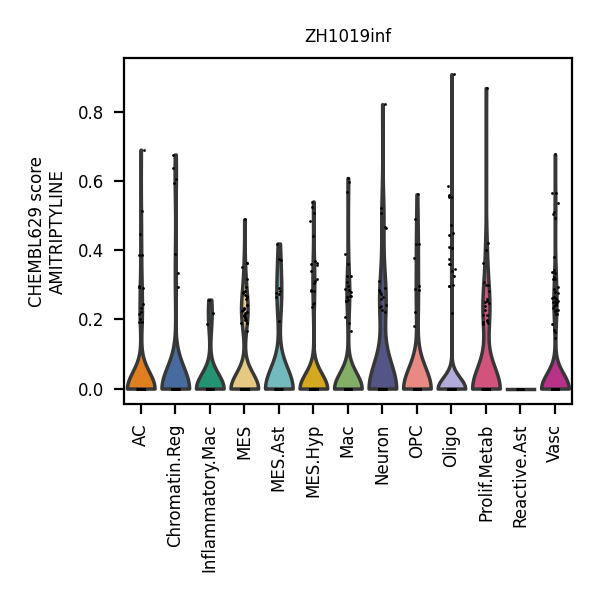 ZH1019inf
CHEMBL629 score
AMITRIPTYLINE
0.8
0.6
0.4
0.2
0.0
AC
Chromatin.Reg
Inflammatory.Mac
MES
MES.Ast
MES.Hyp
Mac
Neuron
OPC
Oligo
Prolif.Metab
Reactive.Ast
Vasc